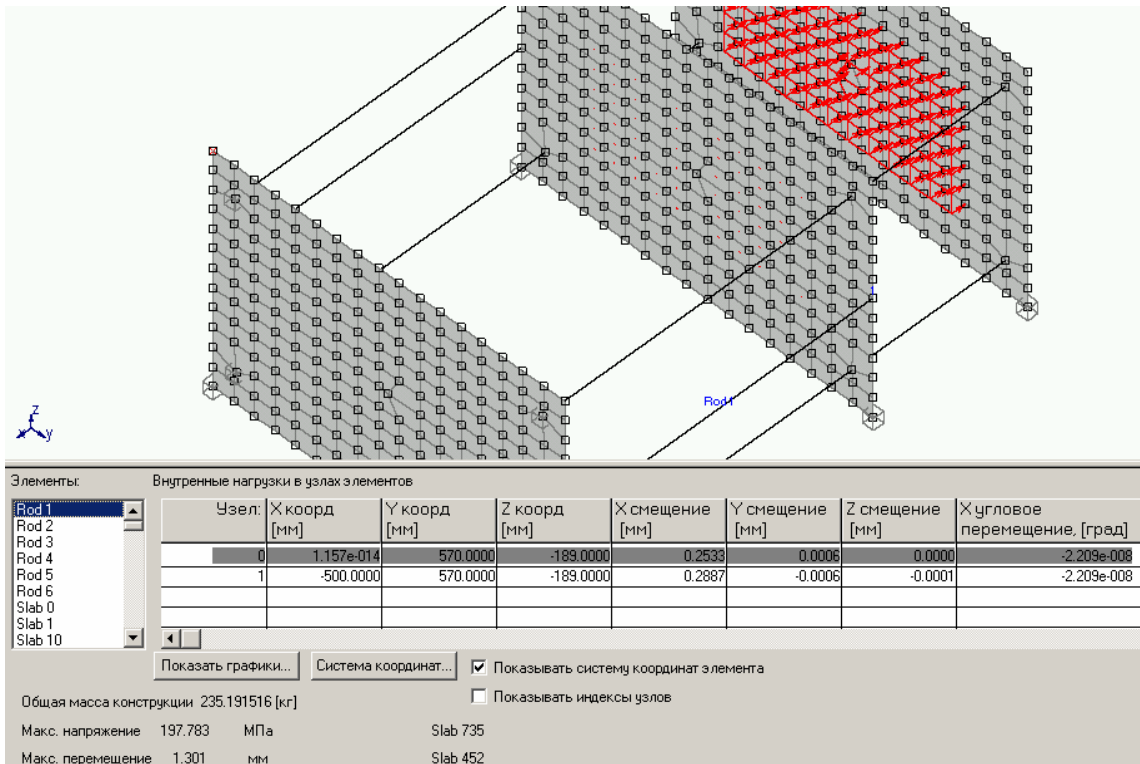 1
Rod 1
z
x y
Элементы:
Внутренные нагрузки в узлах элементов
Rod 1
Rod 2
Rod 3
Rod 4
Rod 5
Rod 6
Slab 0
Slab 1
Slab 10
Узел: X коорд [мм] Y коорд [мм] Z коорд [мм] X смещение [мм] Y смещение [мм] Z смещение [мм] X угловое перемещение, [град]
0 1.157e-014 570.0000 -189.0000 0.2533 0.0006 0.0000 -2.209e-008
1 -500.0000 570.0000 -189.0000 0.2887 -0.0006 -0.0001 -2.209e-008
Показать графики... Система координат... Показывать систему координат элемента
Показывать индексы узлов
Общая масса конструкции 235.191516 [кг]
Макс. напряжение 197.783 МПа Slab 735
Макс. перемещение 1.301 мм Slab 452